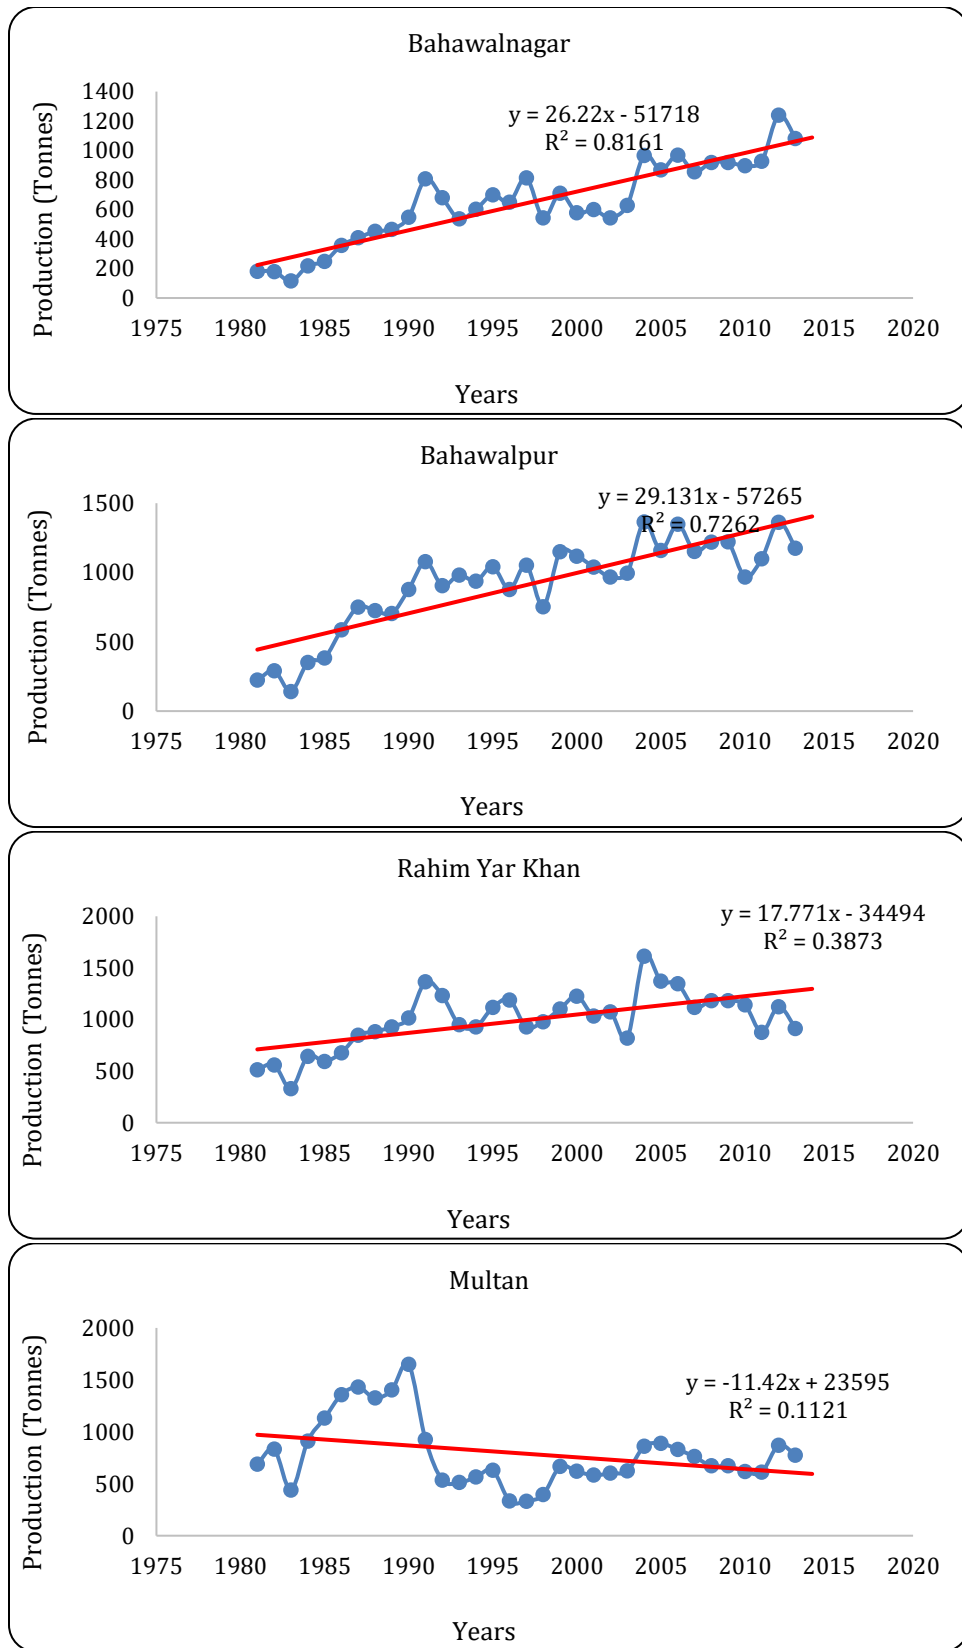 Bahawalnagar
Production (Tonnes)
1400
1200
1000
800
600
400
200
0
y = 26.22x - 51718
R² = 0.8161
1975 1980 1985 1990 1995 2000 2005 2010 2015 2020
Years
Bahawalpur
Production (Tonnes)
1500
1000
500
0
y = 29.131x - 57265
R² = 0.7262
1975 1980 1985 1990 1995 2000 2005 2010 2015 2020
Years
Rahim Yar Khan
Production (Tonnes)
2000
1500
1000
500
0
y = 17.771x - 34494
R² = 0.3873
1975 1980 1985 1990 1995 2000 2005 2010 2015 2020
Years
Multan
Production (Tonnes)
2000
1500
1000
500
0
y = -11.42x + 23595
R² = 0.1121
1975 1980 1985 1990 1995 2000 2005 2010 2015 2020
Years